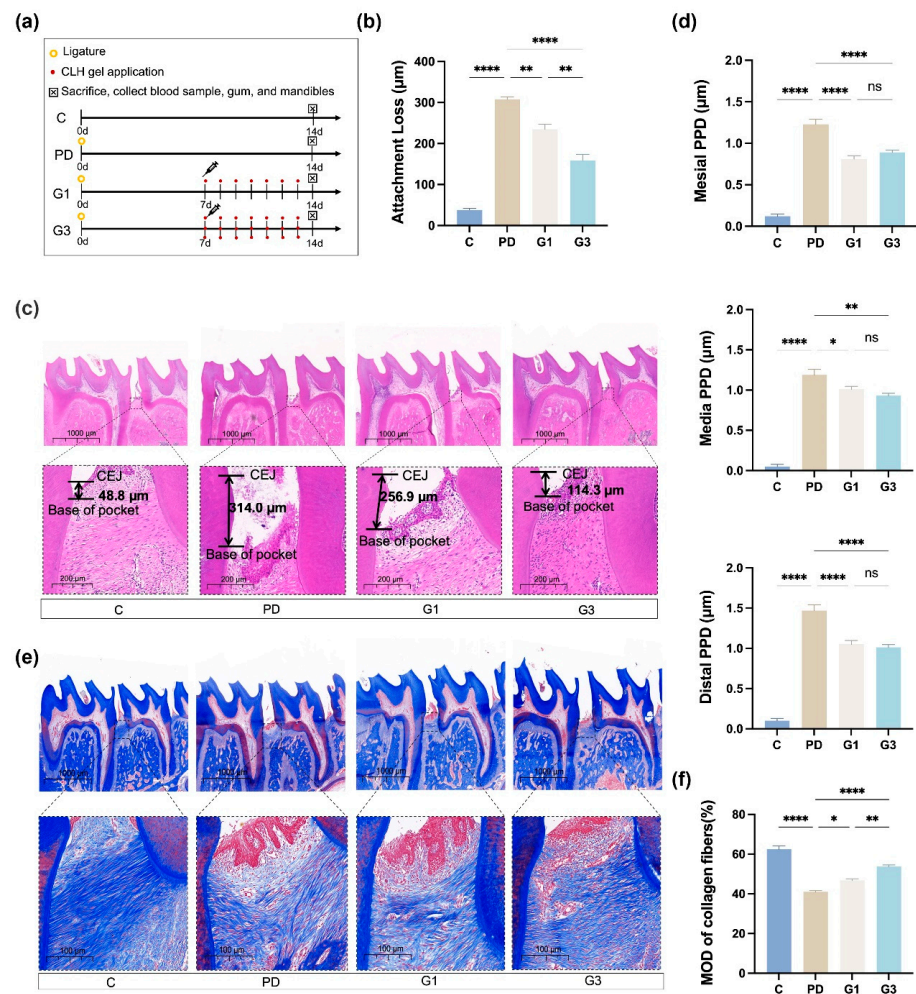 (a)
Ligature
CLH gel application
Sacrifice, collect blood sample, gum, and mandibles
C
0d
14d
PD
0d
14d
G1
0d
7d
14d
G3
0d
7d
14d
(b)
Attachment Loss (μm)
400
300
200
100
0
****
**** ** **
C PD G1 G3
(d)
Mesial PPD (μm)
2.0
1.5
1.0
0.5
0.0
****
**** **** ns
C PD G1 G3
Media PPD (μm)
2.0
1.5
1.0
0.5
0.0
**
**** * ns
C PD G1 G3
Distal PPD (μm)
2.0
1.5
1.0
0.5
0.0
****
**** **** ns
C PD G1 G3
(c)
1000 μm
1000 μm
1000 μm
1000 μm
CEJ
48.8 μm
Base of pocket
200 μm
CEJ
314.0 μm
Base of pocket
200 μm
CEJ
256.9 μm
Base of pocket
200 μm
CEJ
114.3 μm
Base of pocket
200 μm
C PD G1 G3
(e)
1000 μm
1000 μm
1000 μm
1000 μm
100 μm
100 μm
100 μm
100 μm
C PD G1 G3
(f)
MOD of collagen fibers(%)
80
60
40
20
0
****
**** * **
C PD G1 G3